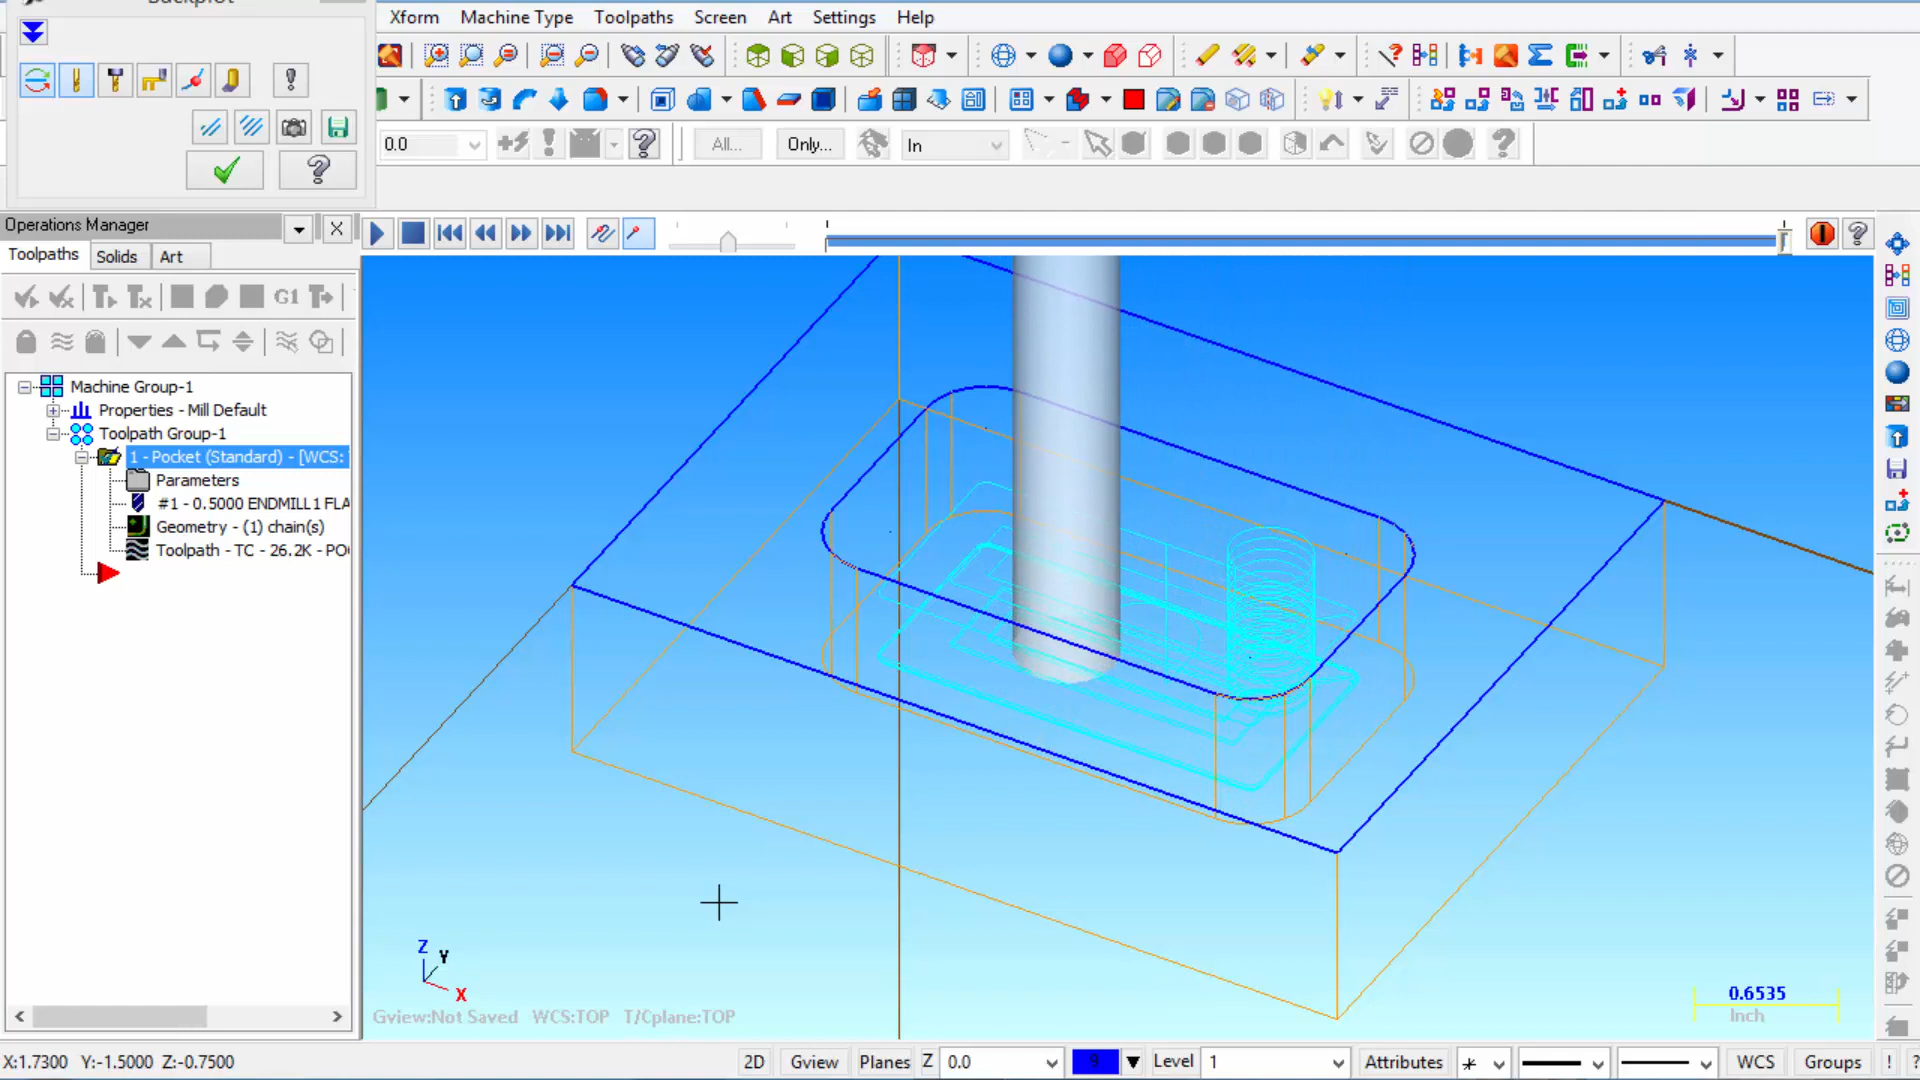 Backplot
Xform Machine Type Toolpaths Screen Art Settings Help
0.0
All...
Only...
In
Operations Manager
Toolpaths Solids Art
G1
Machine Group-1
Properties - Mill Default
Toolpath Group-1
1 - Pocket (Standard) - [WCS:
Parameters
#1 - 0.5000 ENDMILL1 FLA
Geometry - (1) chain(s)
Toolpath - TC - 26.2K - PO
Z
Y
X
Gview:Not Saved WCS:TOP T/Cplane:TOP
0.6535
Inch
X:1.7300 Y:-1.5000 Z:-0.7500
2D Gview Planes Z 0.0 9 Level 1 Attributes WCS Groups ! ?